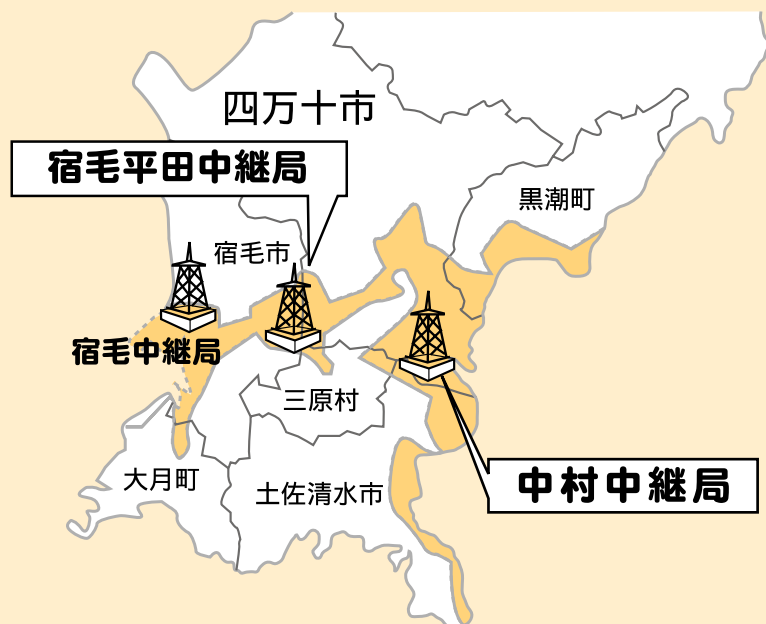 四万十市
宿毛平田中継局
黒潮町
宿毛市
宿毛中継局
三原村
大月町
土佐清水市
中村中継局